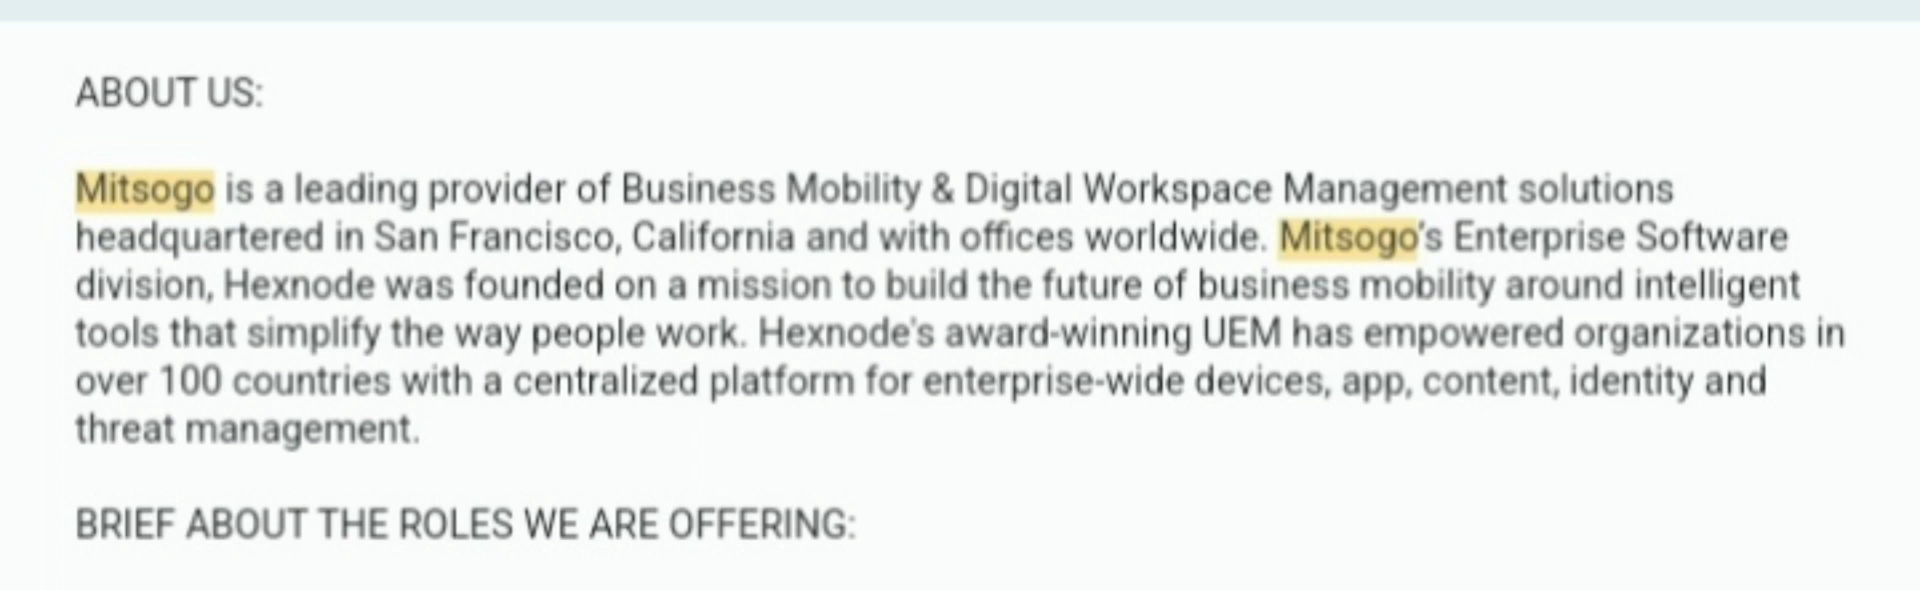 ABOUT US:
Mitsogo is a leading provider of Business Mobility & Digital Workspace Management solutions
headquartered in San Francisco, California and with offices worldwide. Mitsogo's Enterprise Software
division, Hexnode was founded on a mission to build the future of business mobility around intelligent
tools that simplify the way people work. Hexnode's award-winning UEM has empowered organizations in
over 100 countries with a centralized platform for enterprise-wide devices, app, content, identity and
threat management.
BRIEF ABOUT THE ROLES WE ARE OFFERING: